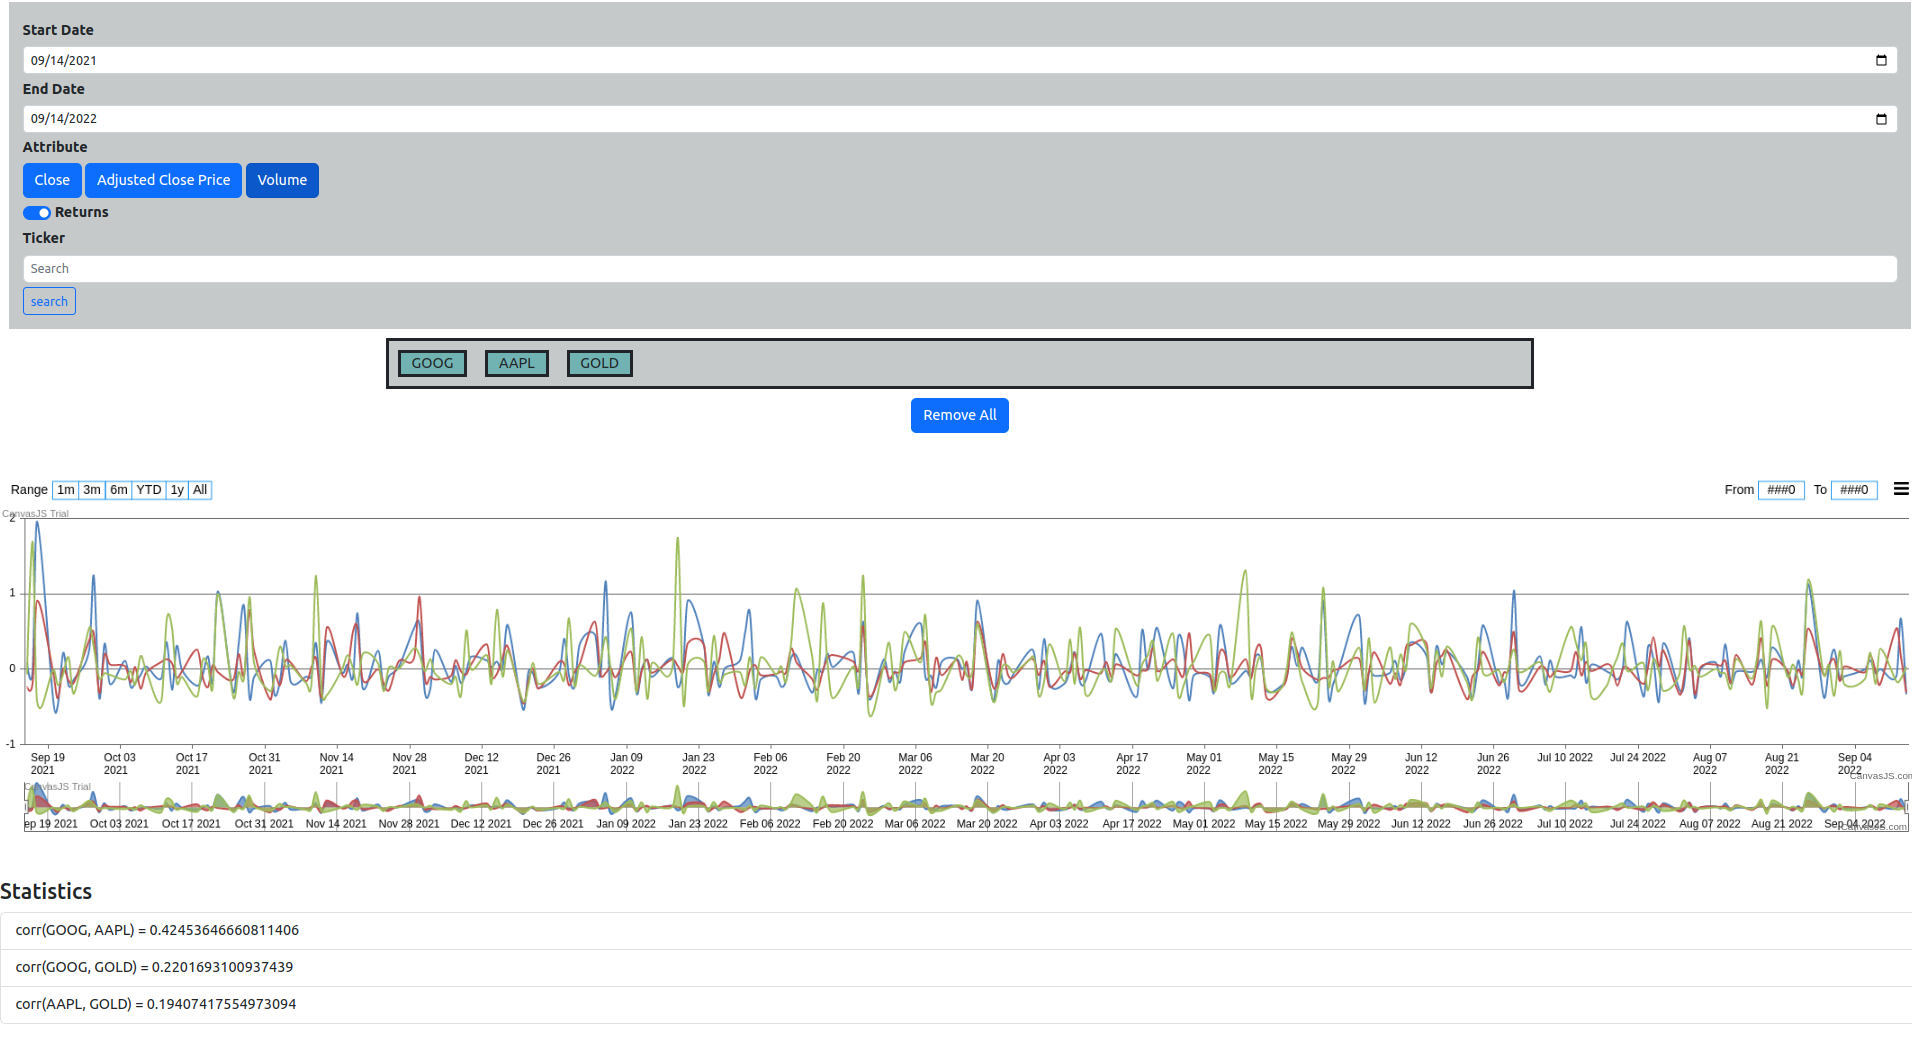 Start Date
09/14/2021
End Date
09/14/2022
Attribute
Close Adjusted Close Price Volume
Returns
Ticker
Search
search
GOOG AAPL GOLD
Remove All
Range 1m 3m 6m YTD 1y All From ###0 To ###0
CanvasJS Trial
2
1
0
-1
Sep 19 2021 Oct 03 2021 Oct 17 2021 Oct 31 2021 Nov 14 2021 Nov 28 2021 Dec 12 2021 Dec 26 2021 Jan 09 2022 Jan 23 2022 Feb 06 2022 Feb 20 2022 Mar 06 2022 Mar 20 2022 Apr 03 2022 Apr 17 2022 May 01 2022 May 15 2022 May 29 2022 Jun 12 2022 Jun 26 2022 Jul 10 2022 Jul 24 2022 Aug 07 2022 Aug 21 2022 Sep 04 2022
CanvasJS.com
CanvasJS Trial
ep 19 2021 Oct 03 2021 Oct 17 2021 Oct 31 2021 Nov 14 2021 Nov 28 2021 Dec 12 2021 Dec 26 2021 Jan 09 2022 Jan 23 2022 Feb 06 2022 Feb 20 2022 Mar 06 2022 Mar 20 2022 Apr 03 2022 Apr 17 2022 May 01 2022 May 15 2022 May 29 2022 Jun 12 2022 Jun 26 2022 Jul 10 2022 Jul 24 2022 Aug 07 2022 Aug 21 2022 Sep 04 2022
CanvasJS.com
Statistics
corr(GOOG, AAPL) = 0.42453646660811406
corr(GOOG, GOLD) = 0.2201693100937439
corr(AAPL, GOLD) = 0.19407417554973094